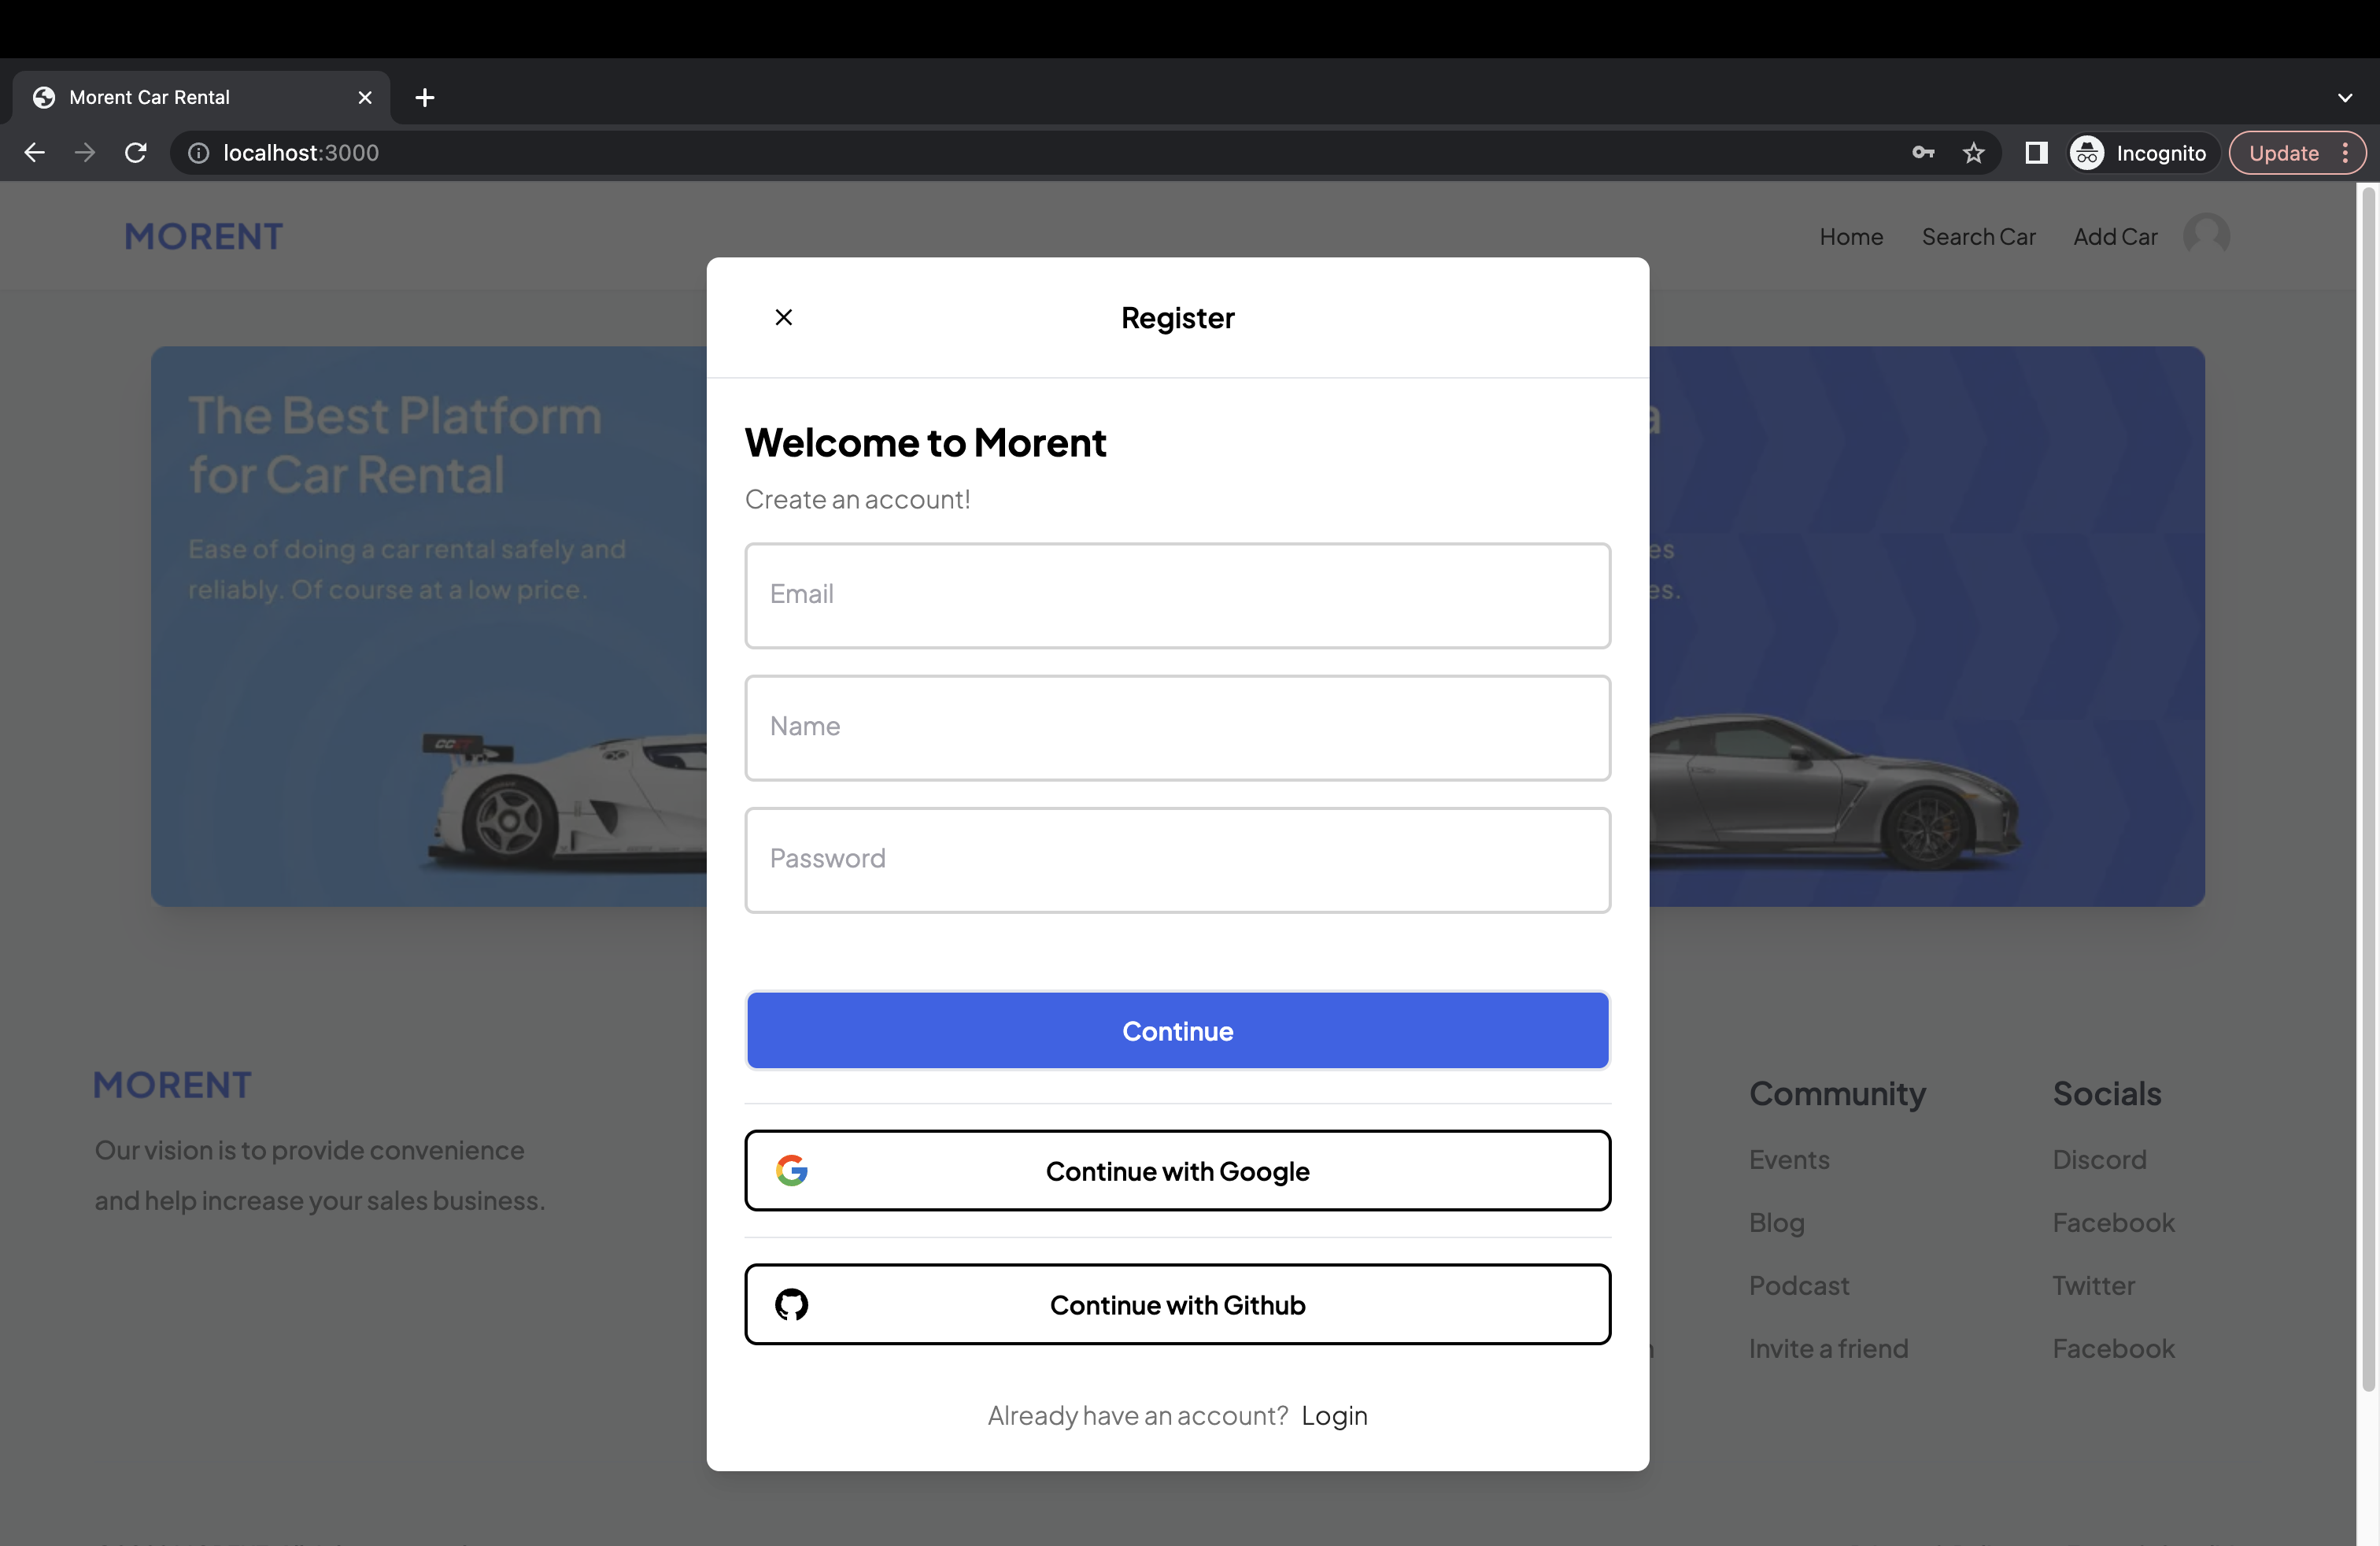 Morent Car Rental
localhost:3000
Incognito
Update
MORENT
Home
Search Car
Add Car
Register
Welcome to Morent
Create an account!
Email
Name
Password
Continue
Continue with Google
Continue with Github
Already have an account? Login
The Best Platform
for Car Rental
Ease of doing a car rental safely and
reliably. Of course at a low price.
a
es
es.
MORENT
Our vision is to provide convenience
and help increase your sales business.
Community
Events
Blog
Podcast
Invite a friend
Socials
Discord
Facebook
Twitter
Facebook